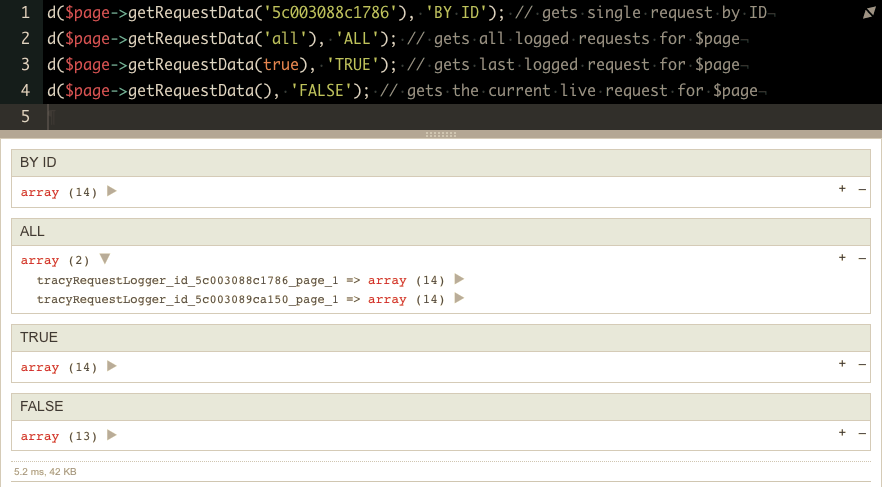 1 d($page->getRequestData('5c003088c1786'), 'BY ID'); // gets single request by ID¬
2 d($page->getRequestData('all'), 'ALL'); // gets all logged requests for $page¬
3 d($page->getRequestData(true), 'TRUE'); // gets last logged request for $page¬
4 d($page->getRequestData(), 'FALSE'); // gets the current live request for $page¬
5 ¶
BY ID
array (14) ▶ + –
ALL
array (2) ▼ + –
tracyRequestLogger_id_5c003088c1786_page_1 => array (14) ▶
tracyRequestLogger_id_5c003089ca150_page_1 => array (14) ▶
TRUE
array (14) ▶ + –
FALSE
array (13) ▶ + –
5.2 ms, 42 KB